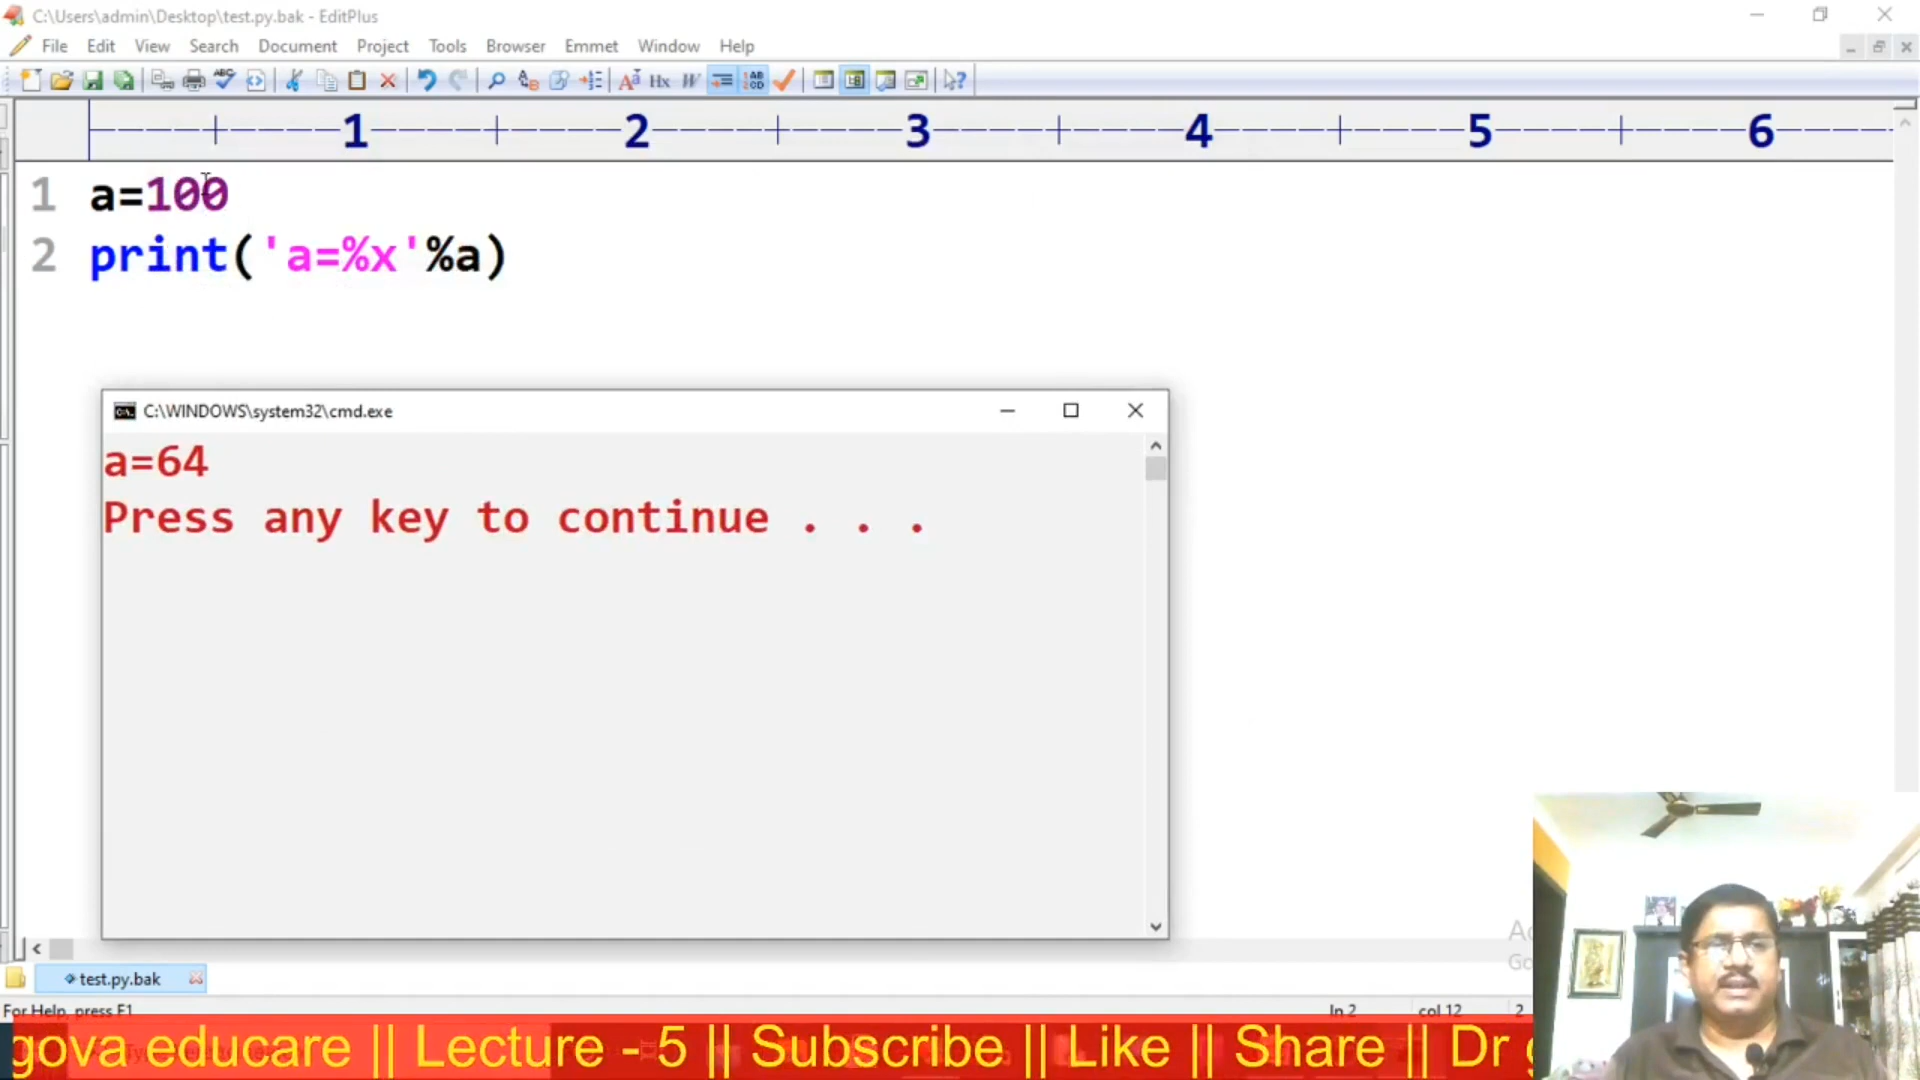 C:\Users\admin\Desktop\test.py.bak - EditPlus
File Edit View Search Document Project Tools Browser Emmet Window Help
1 2 3 4 5 6
1 a=100
2 print('a=%x'%a)
C:\WINDOWS\system32\cmd.exe
a=64
Press any key to continue . . .
test.py.bak
For Help, press F1 ln 2 col 12 2
gova educare || Lecture - 5 || Subscribe || Like || Share || Dr g